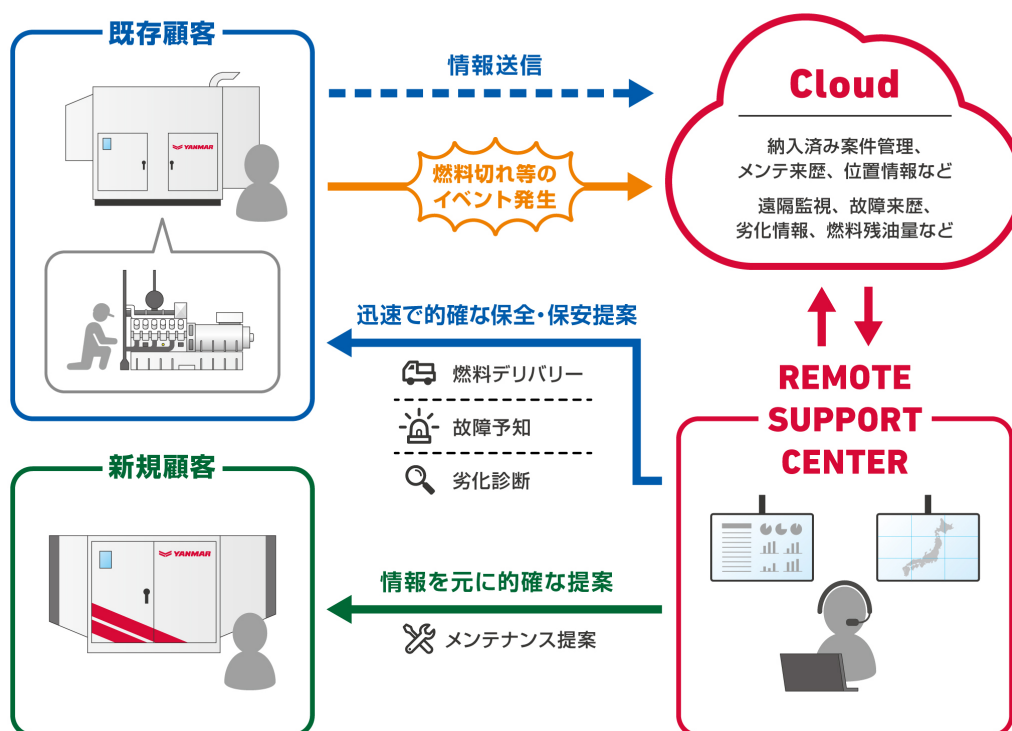 既存顧客
YANMAR
情報送信
燃料切れ等の
イベント発生
Cloud
納入済み案件管理、
メンテ来歴、位置情報など
遠隔監視、故障来歴、
劣化情報、燃料残油量など
迅速で的確な保全・保安提案
燃料デリバリー
故障予知
劣化診断
REMOTE
SUPPORT
CENTER
新規顧客
YANMAR
情報を元に的確な提案
メンテナンス提案